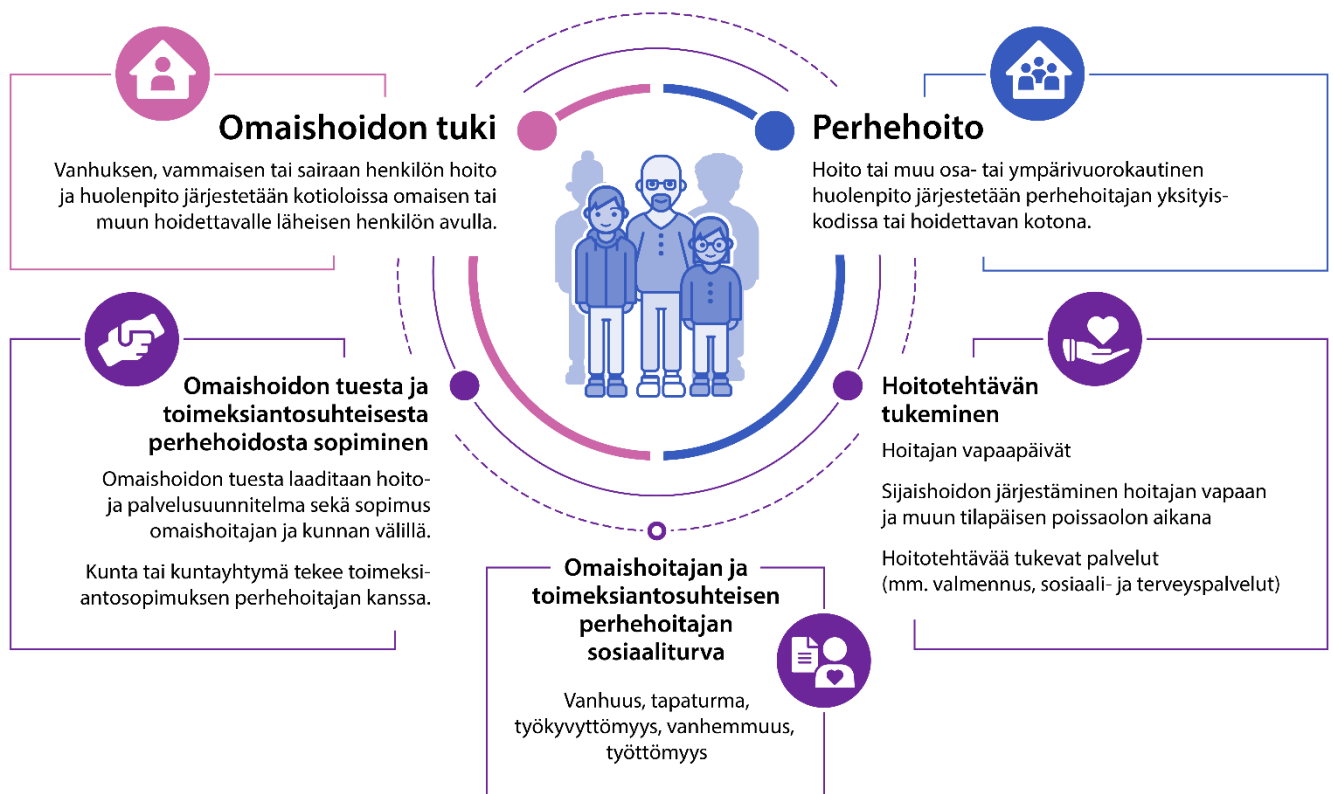 Omaishoidon tuki
Vanhuksen, vammaisen tai sairaan henkilön hoito
ja huolenpito järjestetään kotioloissa omaisen tai
muun hoidettavalle läheisen henkilön avulla.
Perhehoito
Hoito tai muu osa- tai ympärivuorokautinen
huolenpito järjestetään perhehoitajan yksityis-
kodissa tai hoidettavan kotona.
Omaishoidon tuesta ja
toimeksiantosuhteisesta
perhehoidosta sopiminen
Omaishoidon tuesta laaditaan hoito-
ja palvelusuunnitelma sekä sopimus
omaishoitajan ja kunnan välillä.
Kunta tai kuntayhtymä tekee toimeksi-
antosopimuksen perhehoitajan kanssa.
Hoitotehtävän
tukeminen
Hoitajan vapaapäivät
Sijaishoidon järjestäminen hoitajan vapaan
ja muun tilapäisen poissaolon aikana
Hoitotehtävää tukevat palvelut
(mm. valmennus, sosiaali- ja terveyspalvelut)
Omaishoitajan ja
toimeksiantosuhteisen
perhehoitajan
sosiaaliturva
Vanhuus, tapaturma,
työkyvyttömyys, vanhemmuus,
työttömyys